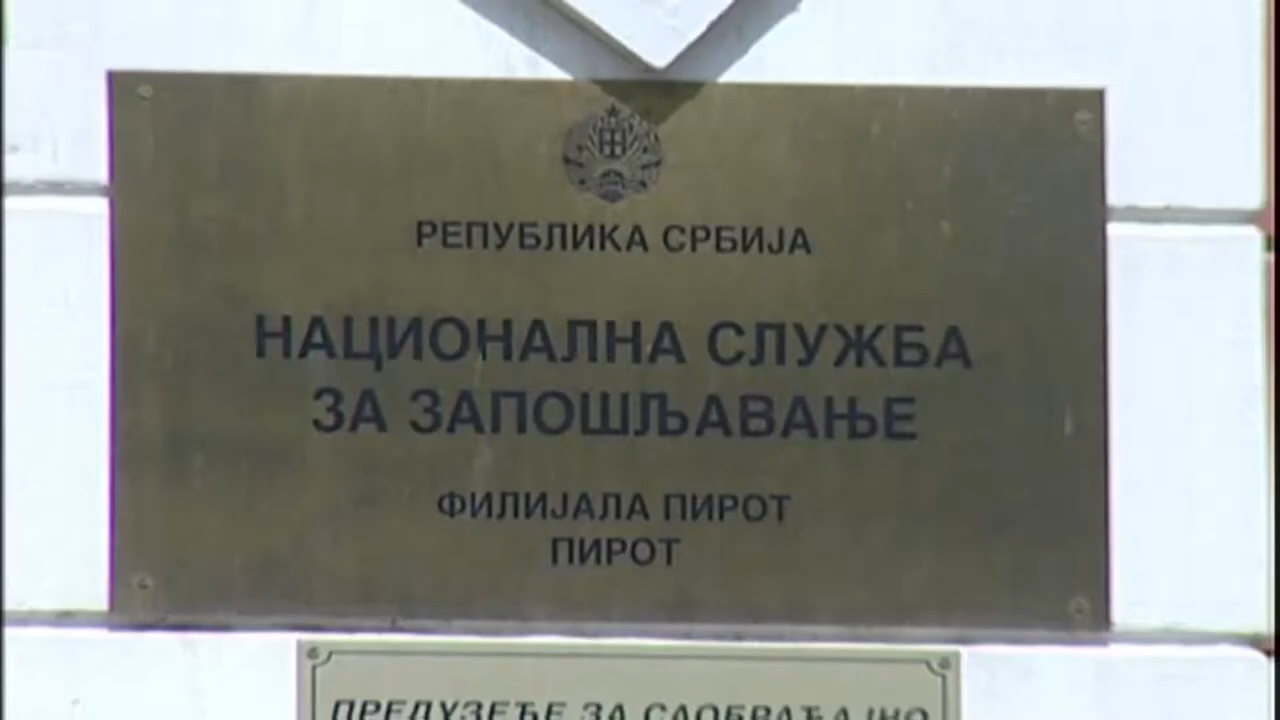 РЕПУБЛИКА СРБИЈА
НАЦИОНАЛНА СЛУЖБА
ЗА ЗАПОШЉАВАЊЕ
ФИЛИЈАЛА ПИРОТ
ПИРОТ
ПРЕДУЗЕЋЕ ЗА САОБРАЋАЈНО